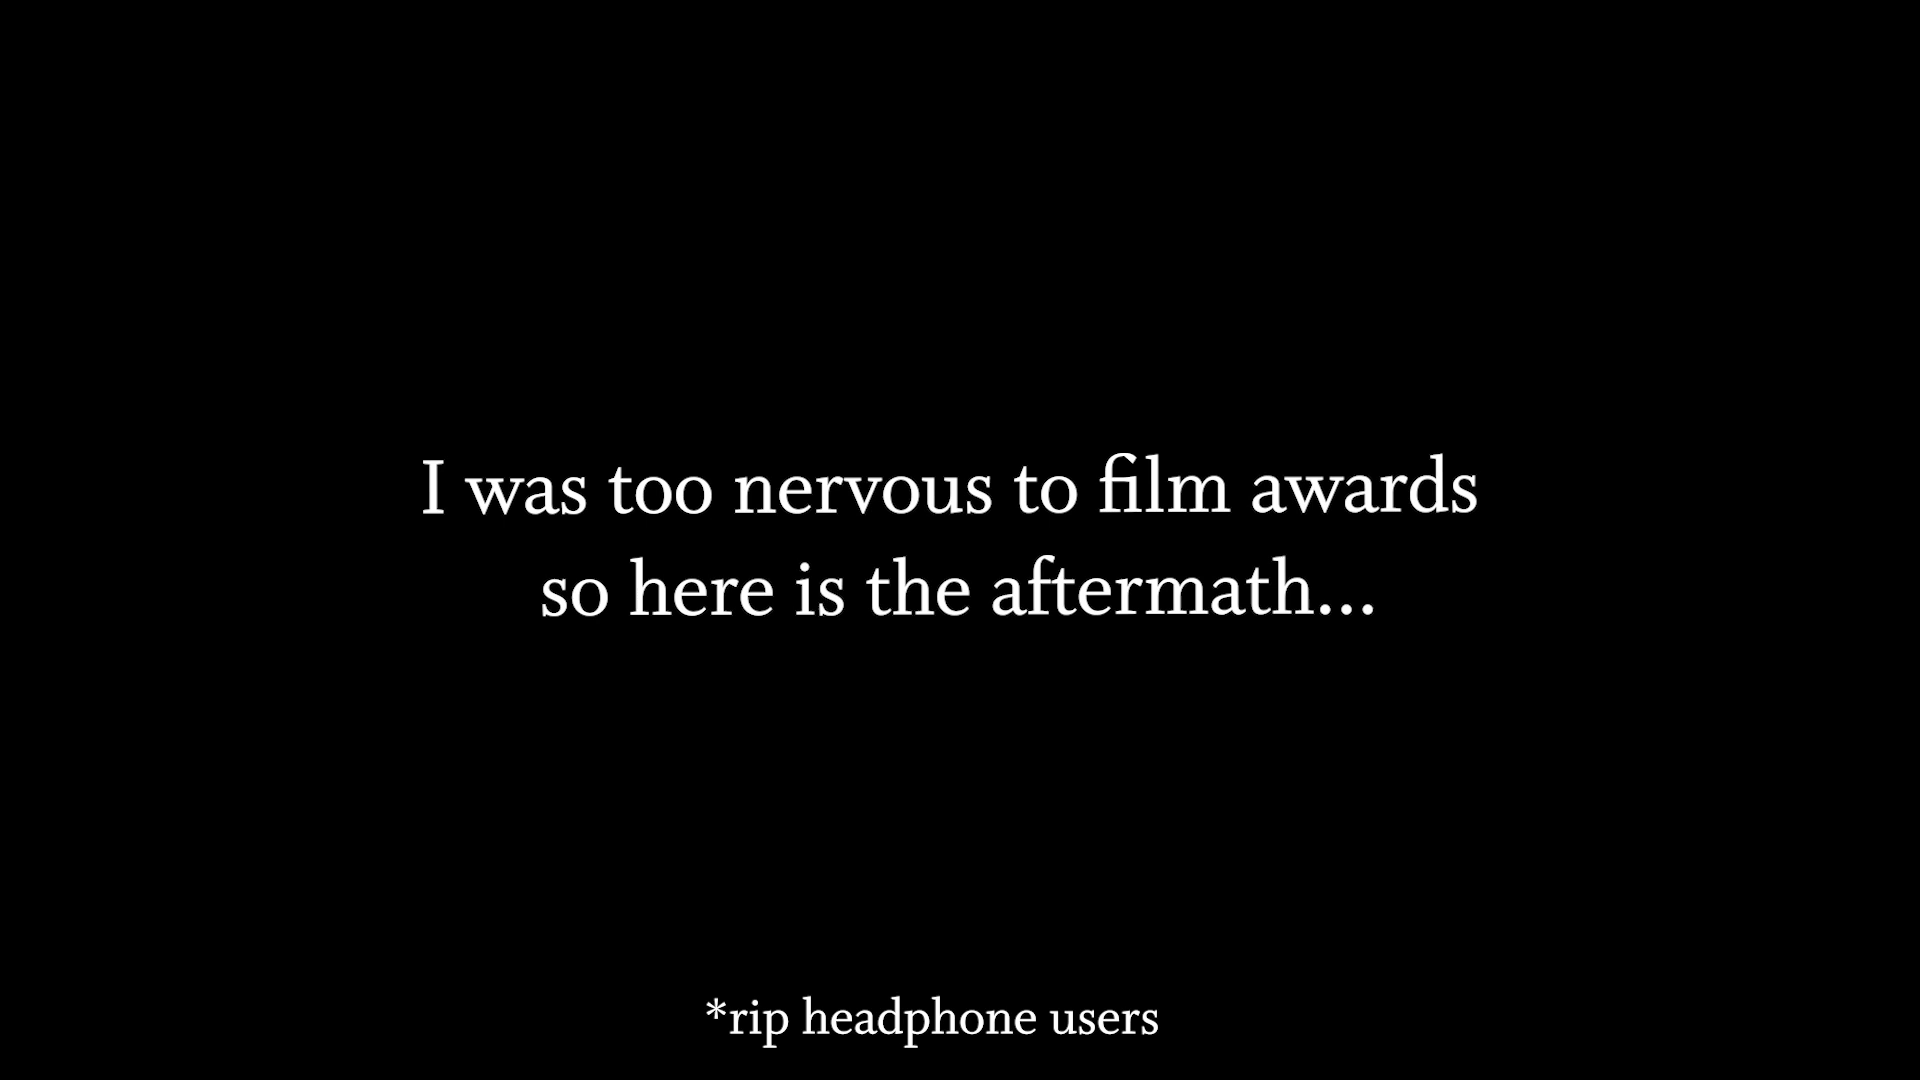 I was too nervous to film awards
so here is the aftermath...
*rip headphone users